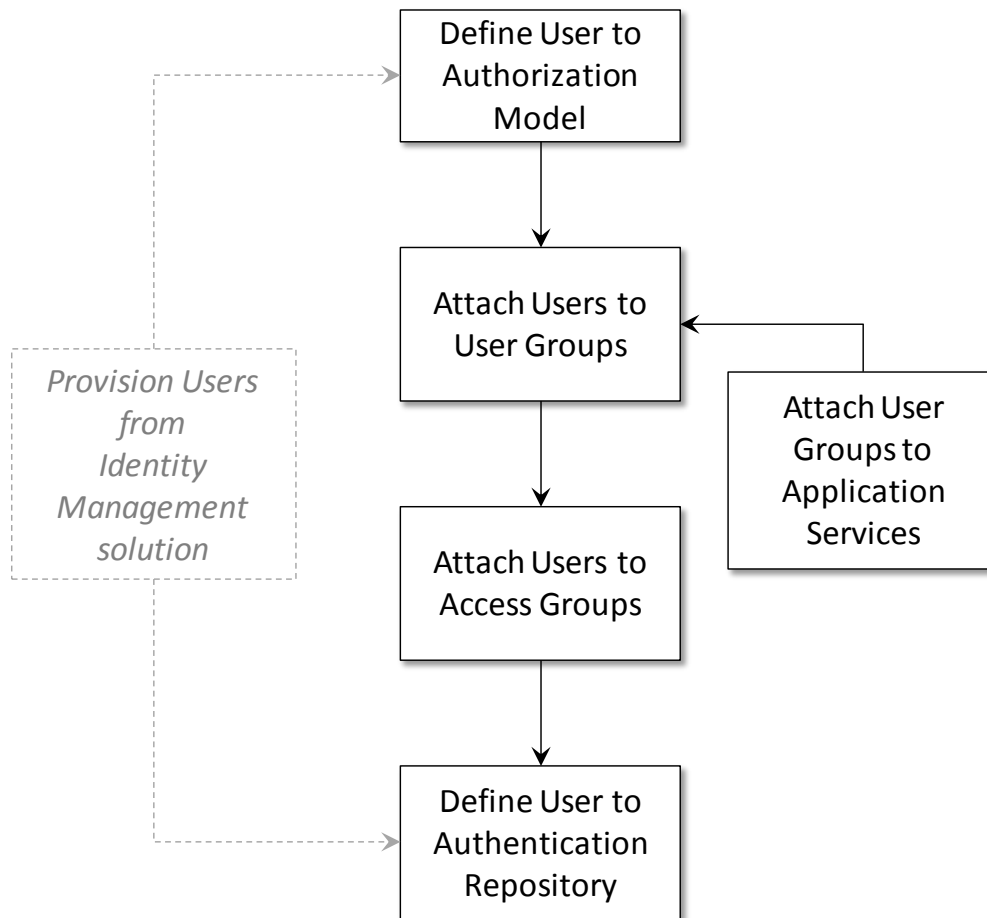 Define User to
Authorization
Model
Attach Users to
User Groups
Provision Users
from
Identity
Management
solution
Attach User
Groups to
Application
Services
Attach Users to
Access Groups
Define User to
Authentication
Repository